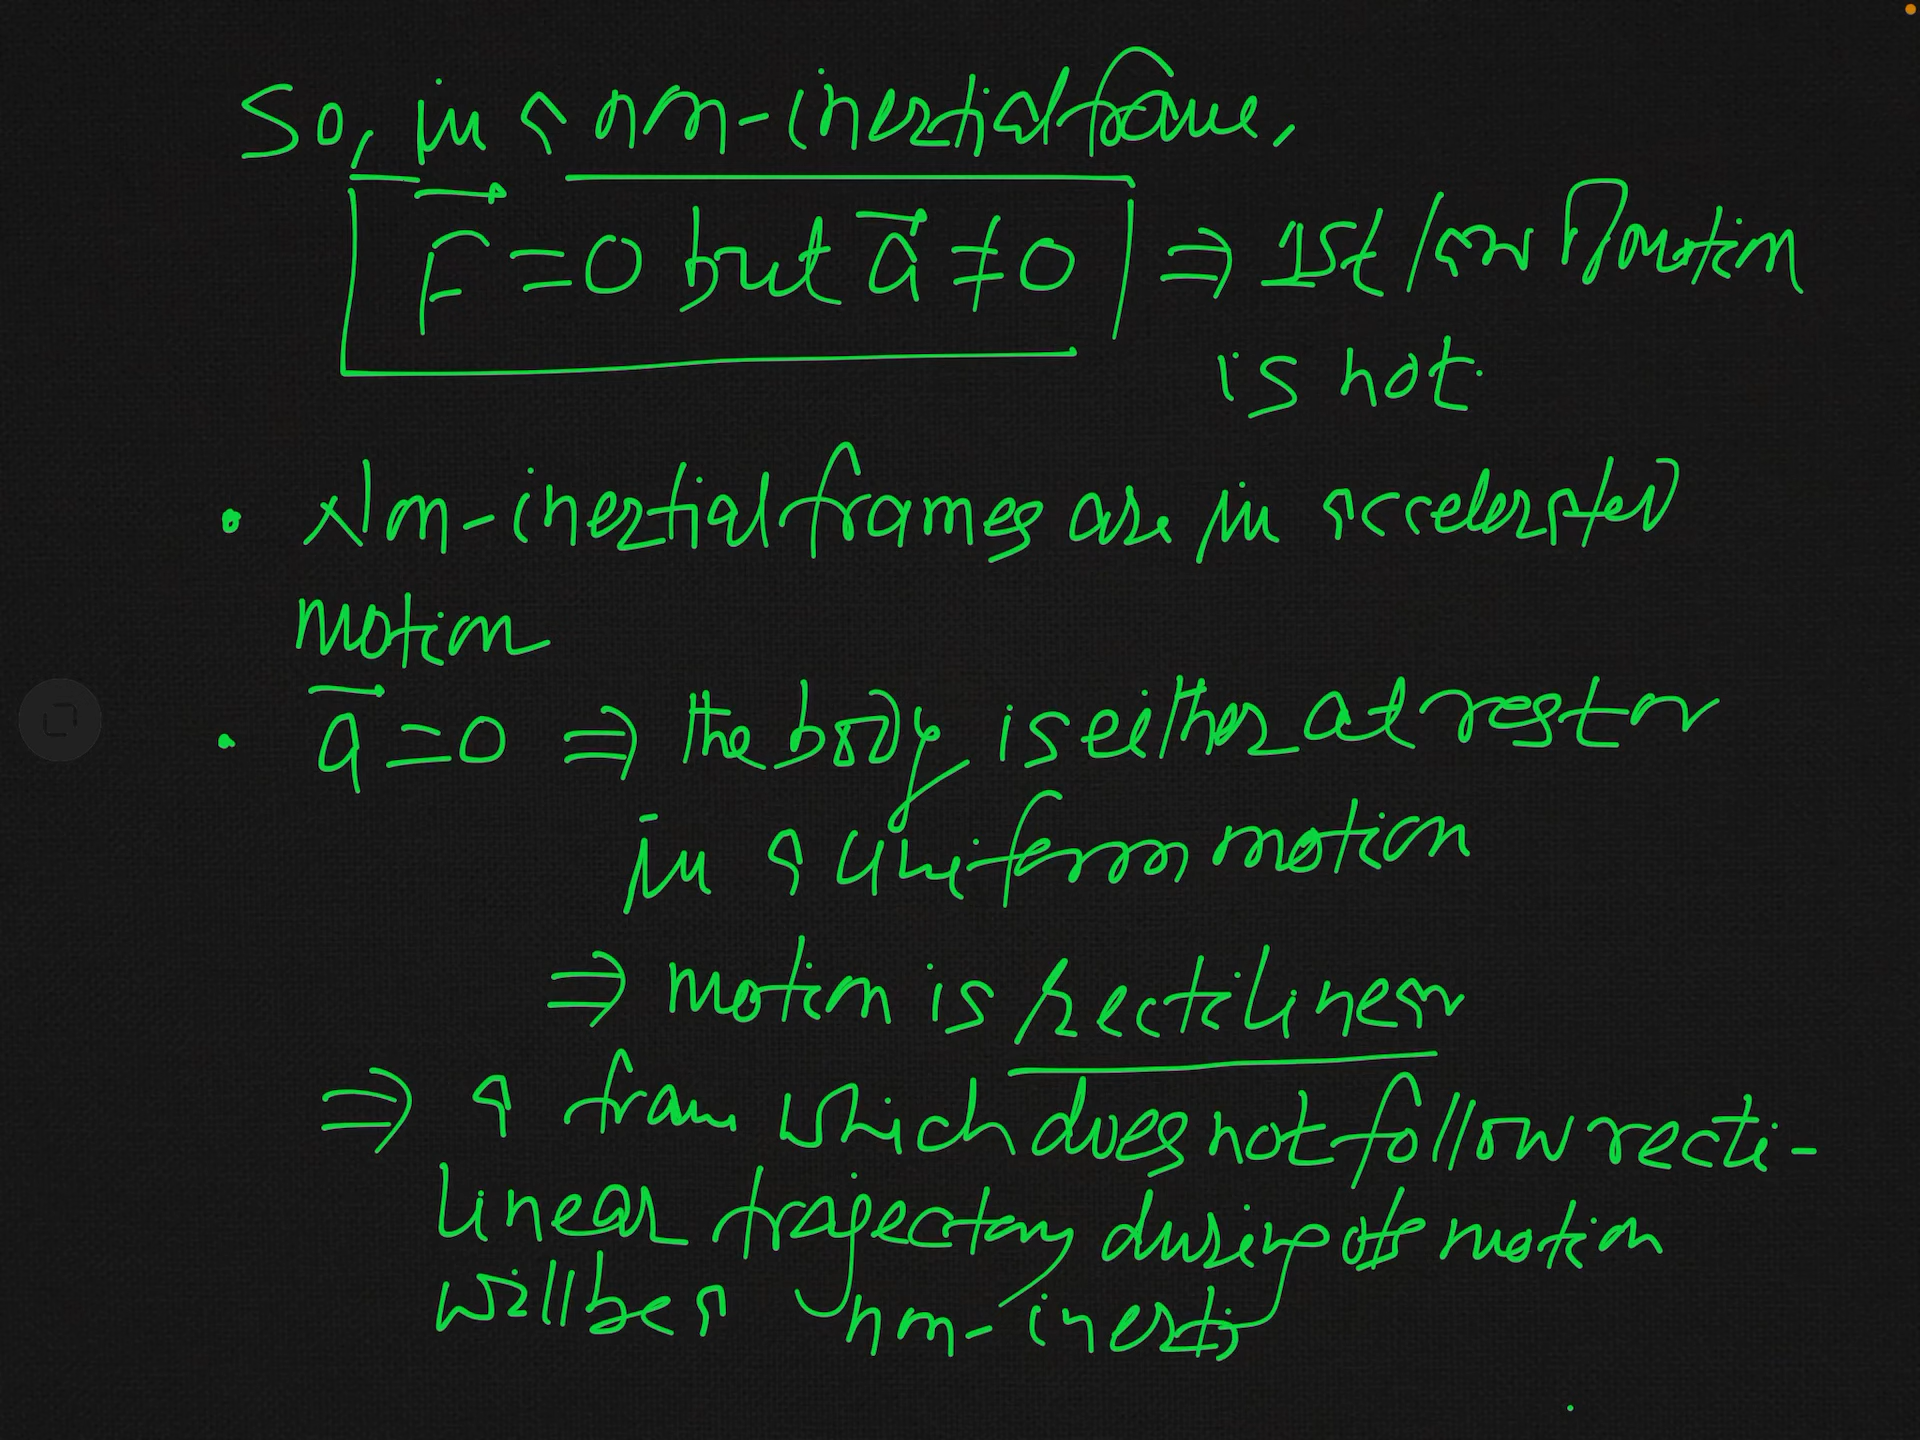 So, in a non-inertial frame,
F⃗ = 0 but a⃗ ≠ 0 ⇒ 1st law of motion
is not.
• Non-inertial frames are in accelerated
motion
• a⃗ = 0 ⇒ the body is either at rest or
in a uniform motion
⇒ motion is rectilinear
⇒ a fram which does not follow recti-
linear trajectory during its motion
will be a non-inerti